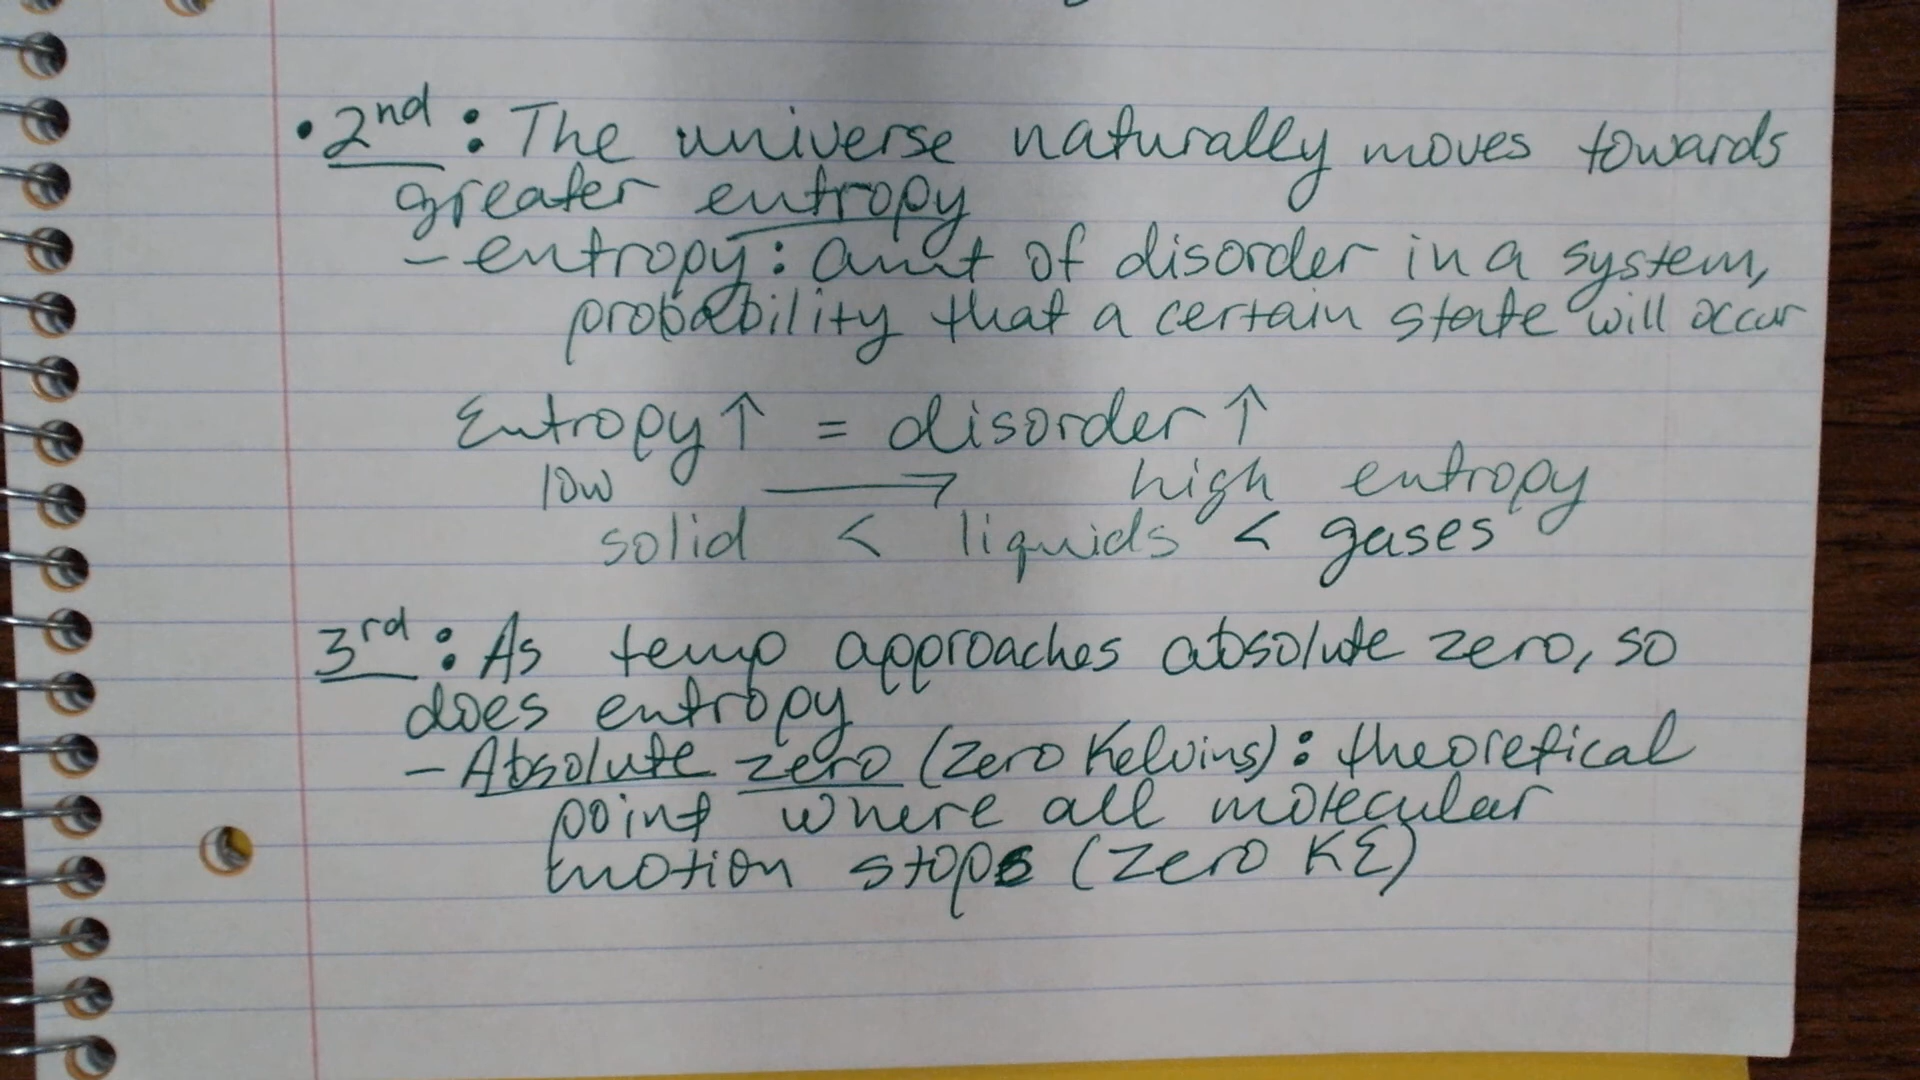 • 2nd : The universe naturally moves towards
greater entropy
- entropy : amt of disorder in a system,
probability that a certain state will occur
Entropy ↑ = disorder ↑
low → high entropy
solid < liquids < gases
3rd : As temp approaches absolute zero, so
does entropy
- Absolute zero (zero Kelvins) : theoretical
point where all molecular
motion stops (zero KE)